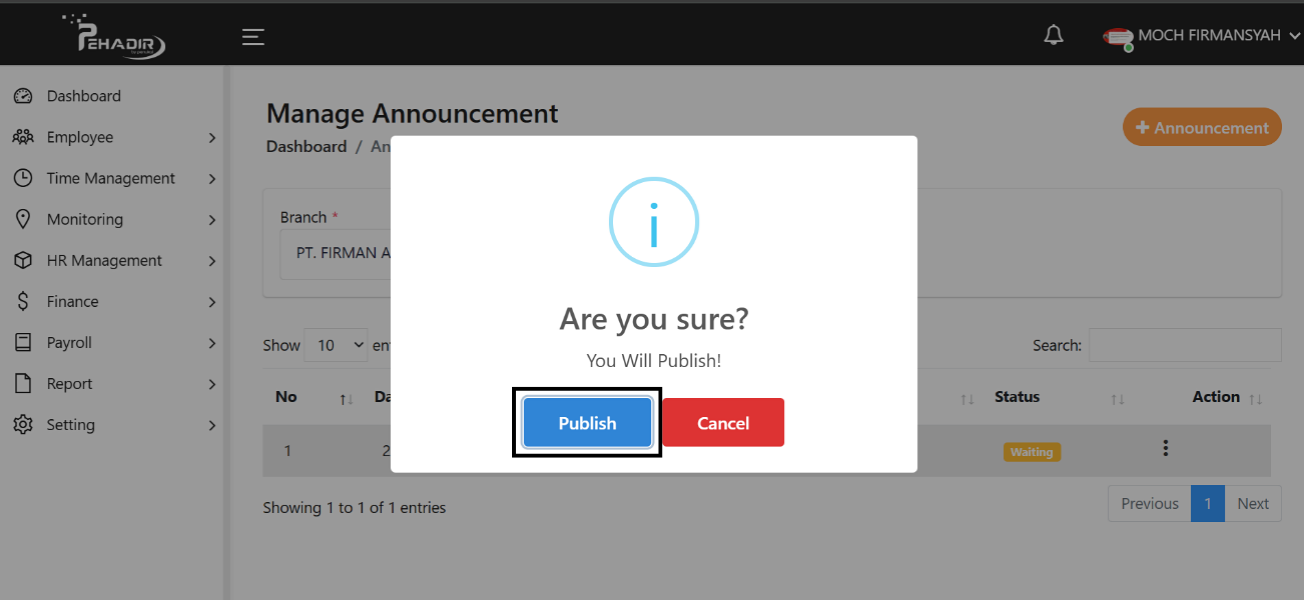 PEHADIR
MOCH FIRMANSYAH
Dashboard
Employee
Time Management
Monitoring
HR Management
Finance
Payroll
Report
Setting
Manage Announcement
Dashboard / An
+ Announcement
Branch *
PT. FIRMAN A
Show 10 en
Search:
No Da Status Action
1 2 Waiting
Showing 1 to 1 of 1 entries
Previous 1 Next
i
Are you sure?
You Will Publish!
Publish Cancel